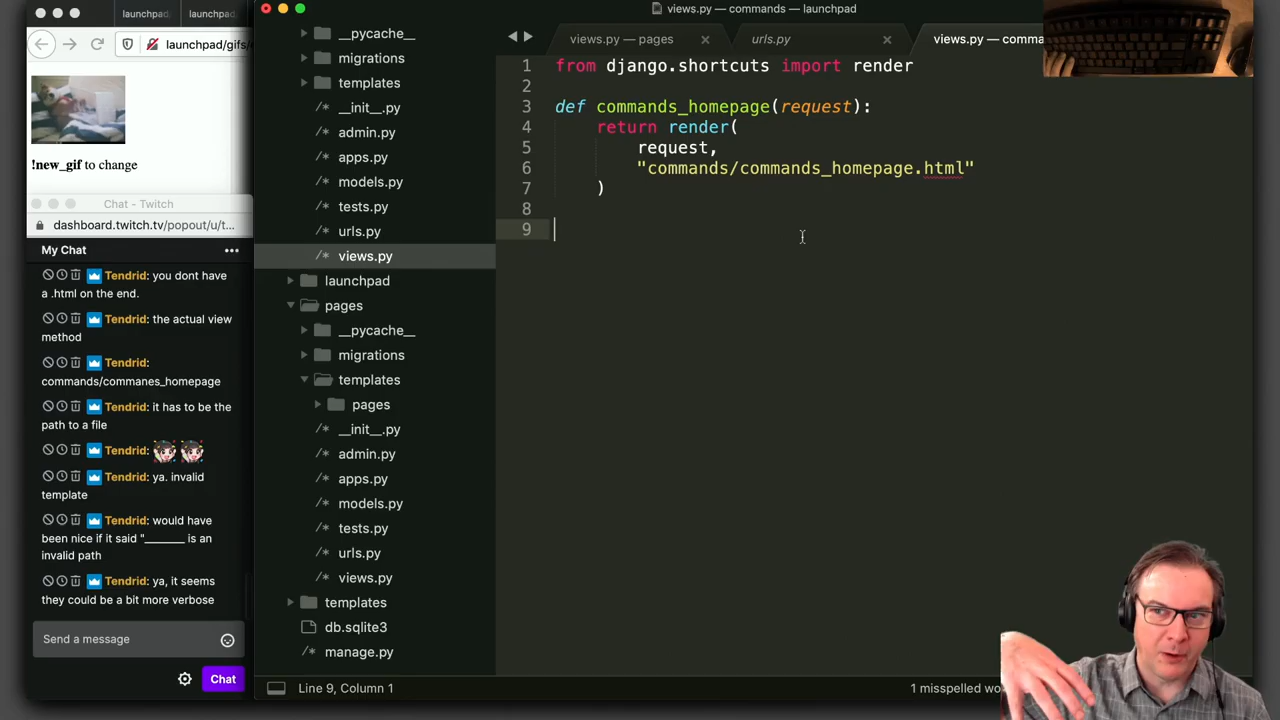 launchpad
launchpad
launchpad/gifs/
!new_gif to change
Chat - Twitch
dashboard.twitch.tv/popout/u/t...
My Chat
Tendrid: you dont have
a .html on the end.
Tendrid: the actual view
method
Tendrid:
commands/commanes_homepage
Tendrid: it has to be the
path to a file
Tendrid:
Tendrid: ya. invalid
template
Tendrid: would have
been nice if it said "_______ is an
invalid path
Tendrid: ya, it seems
they could be a bit more verbose
Send a message
Chat
__pycache__
migrations
templates
/* __init__.py
/* admin.py
/* apps.py
/* models.py
/* tests.py
/* urls.py
/* views.py
launchpad
pages
__pycache__
migrations
templates
pages
/* __init__.py
/* admin.py
/* apps.py
/* models.py
/* tests.py
/* urls.py
/* views.py
templates
db.sqlite3
/* manage.py
views.py — commands — launchpad
views.py — pages
urls.py
views.py — comma
1 from django.shortcuts import render
2
3 def commands_homepage(request):
4 return render(
5 request,
6 "commands/commands_homepage.html"
7 )
8
9
Line 9, Column 1
1 misspelled wo